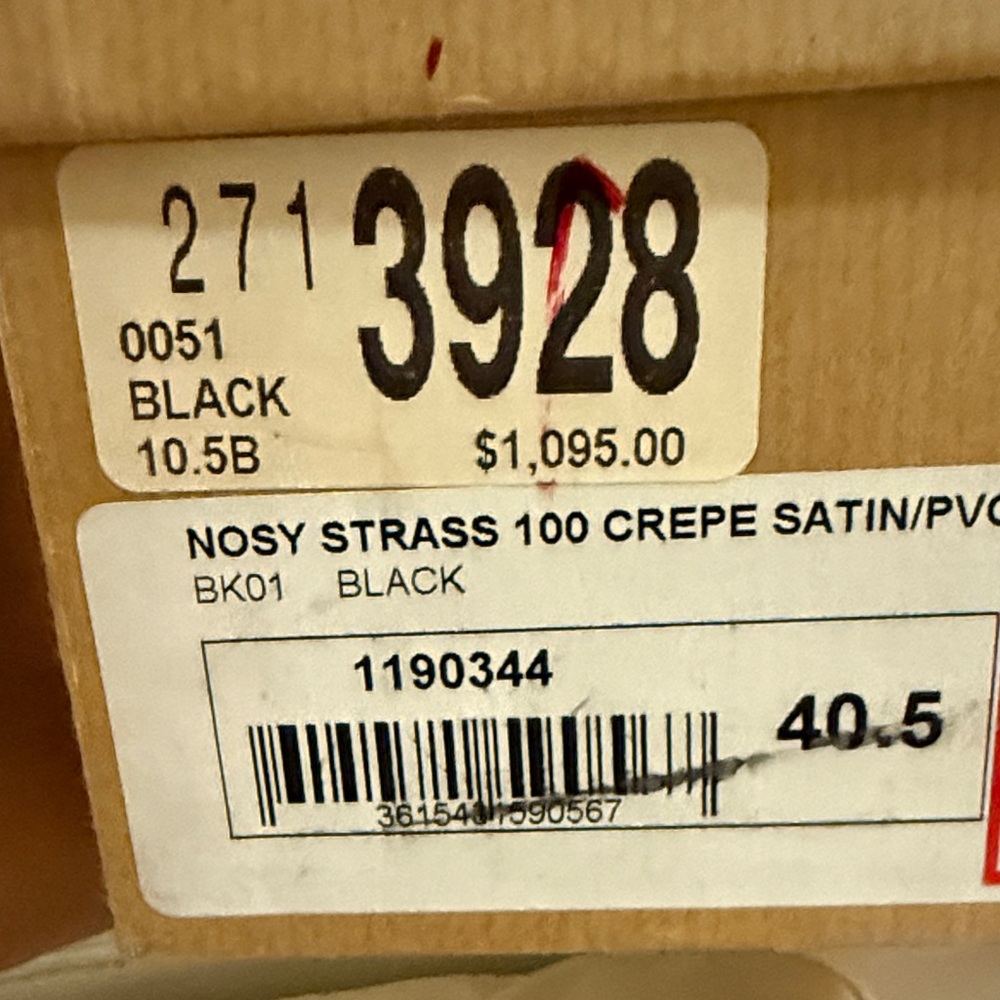 271 3928
0051
BLACK
10.5B $1,095.00
NOSY STRASS 100 CREPE SATIN/PVC
BK01 BLACK
1190344
40.5